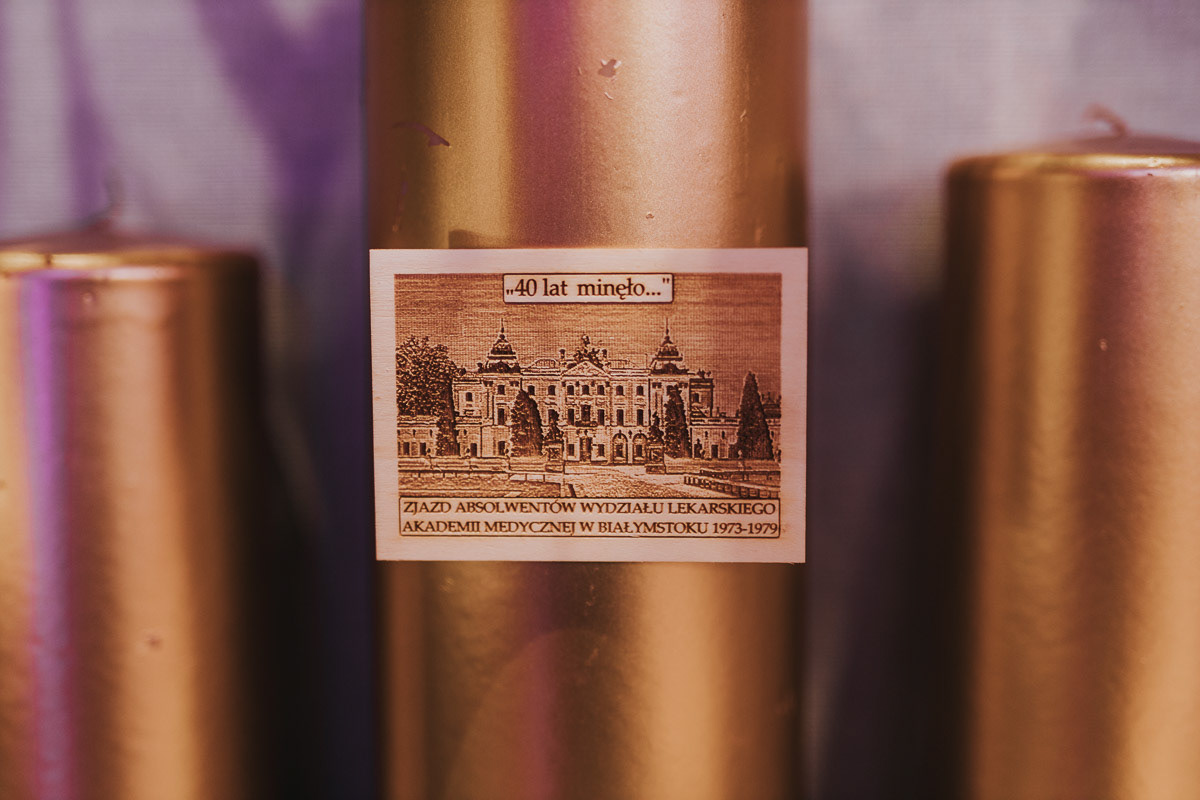 „40 lat minęło..."
ZJAZD ABSOLWENTÓW WYDZIAŁU LEKARSKIEGO
AKADEMII MEDYCZNEJ W BIAŁYMSTOKU 1973-1979